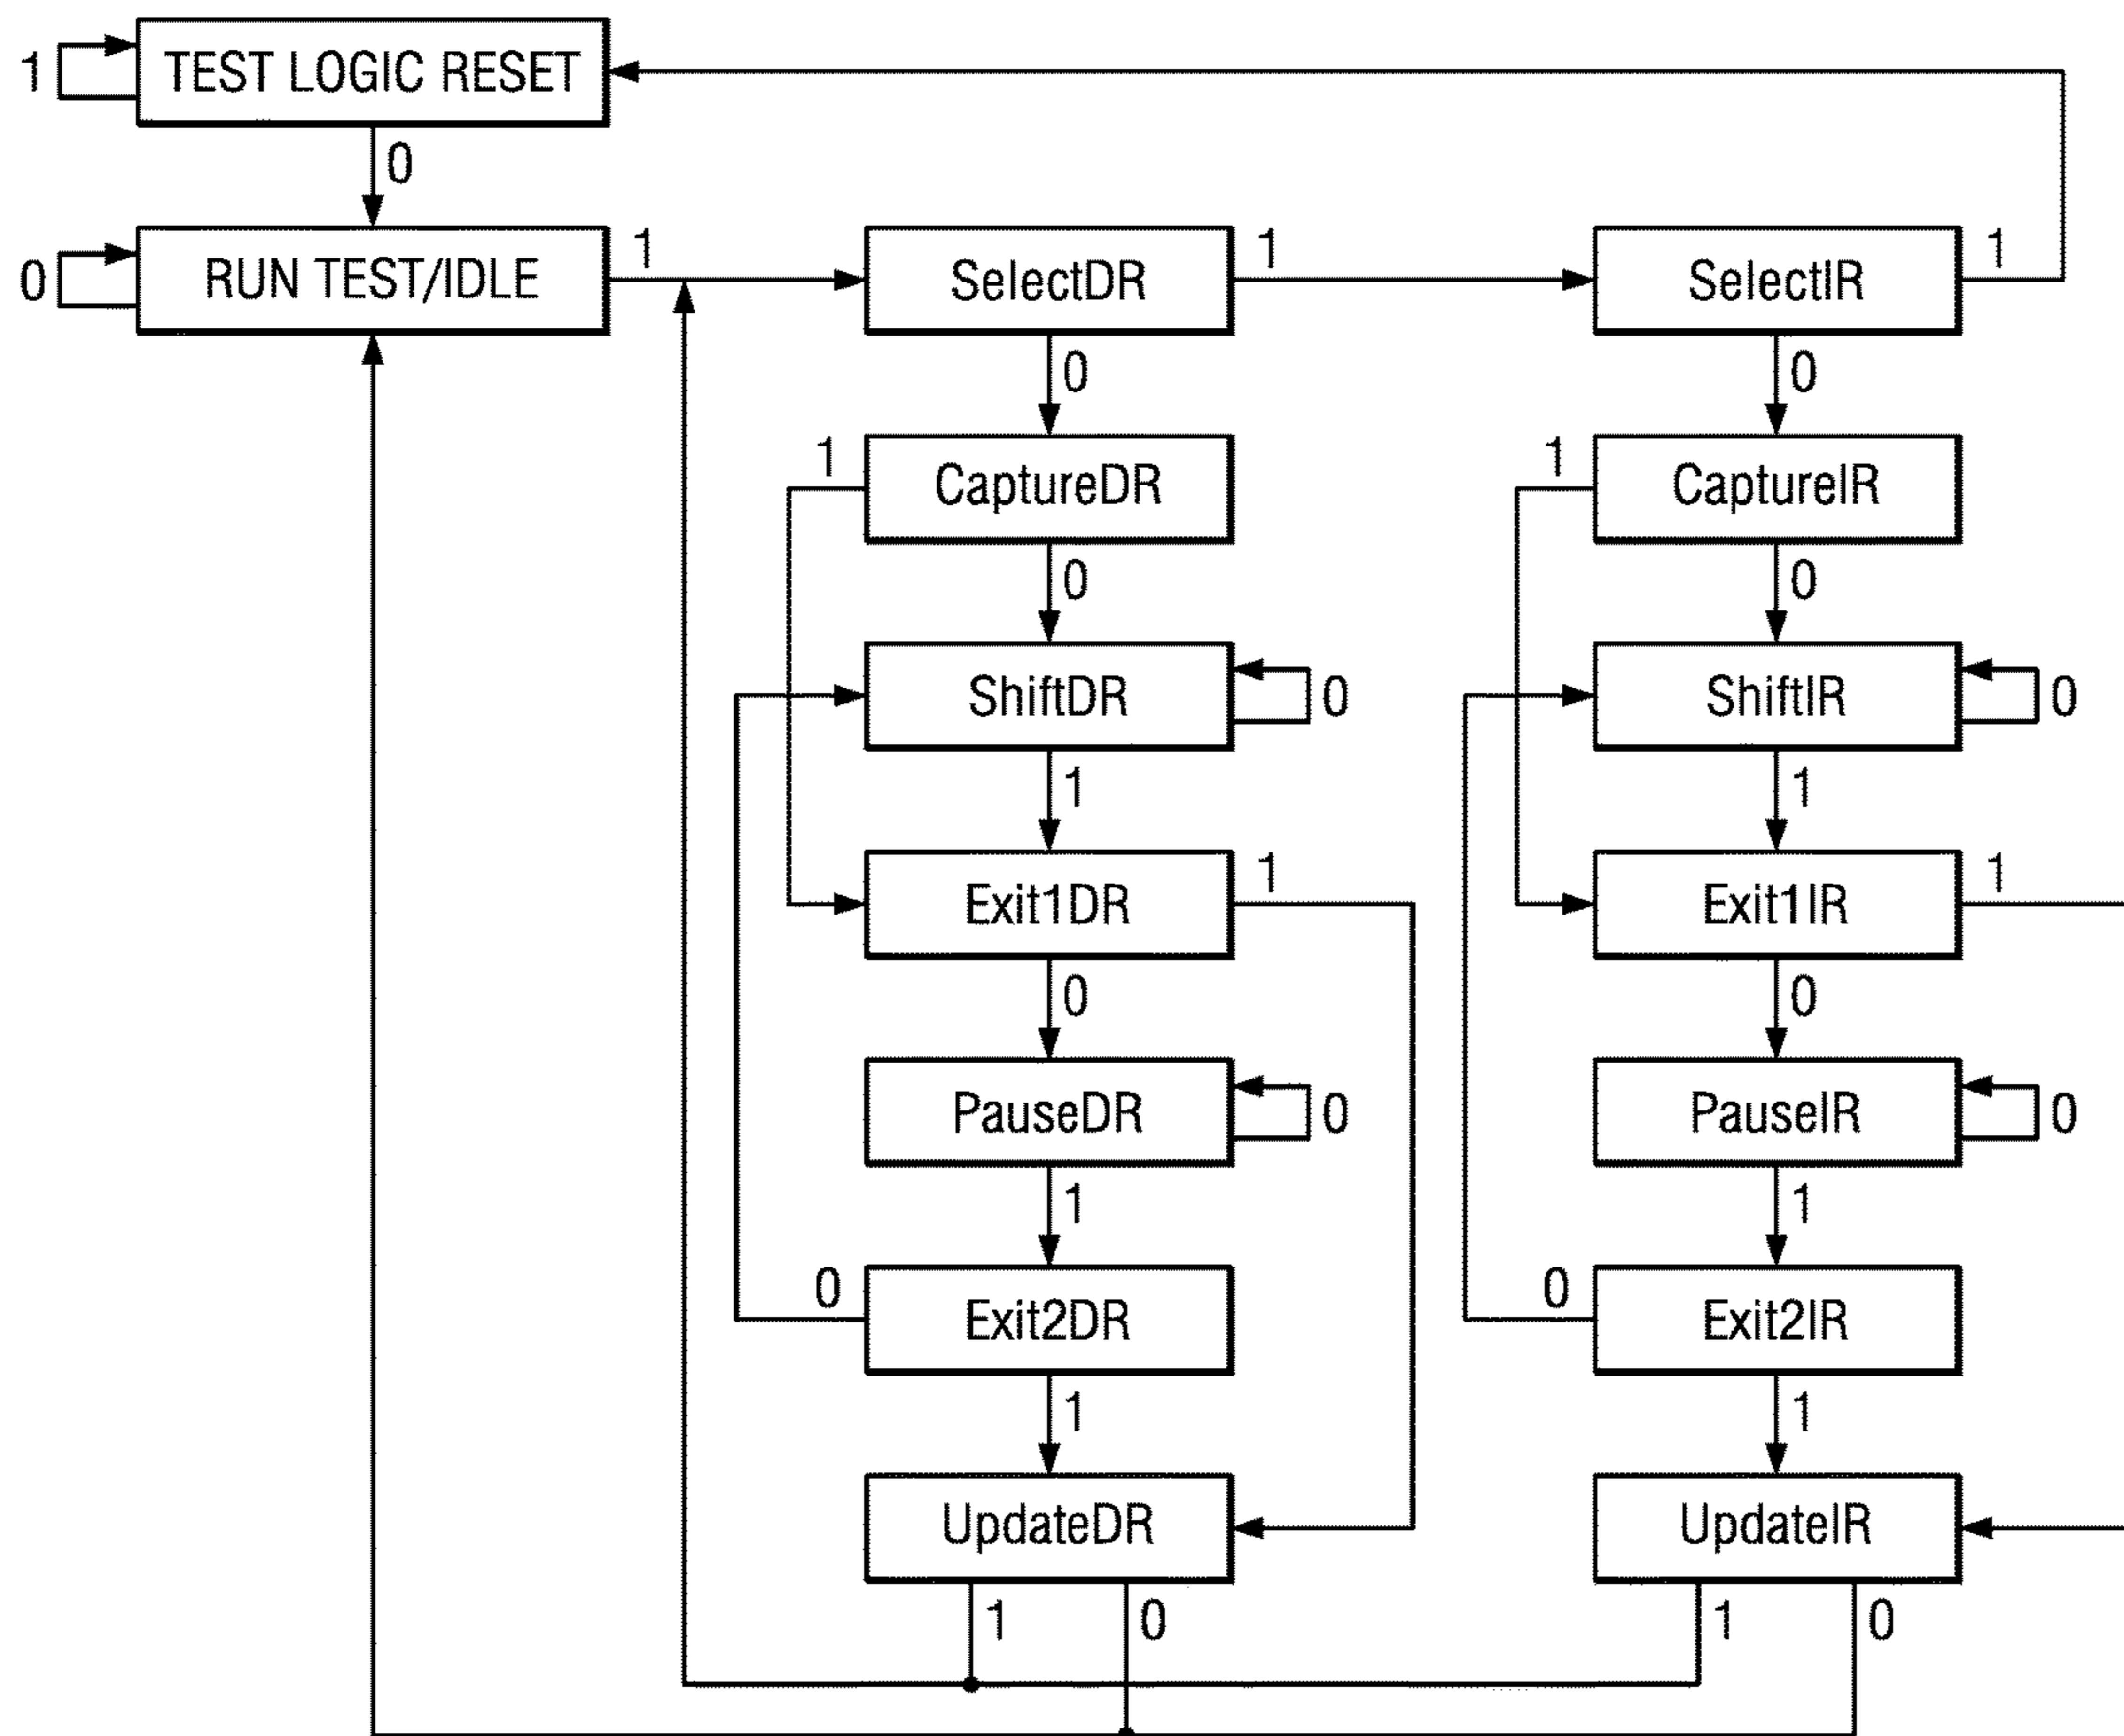 1
TEST LOGIC RESET
0
0
RUN TEST/IDLE
1
SelectDR
1
SelectIR
1
0
0
1
CaptureDR
1
CaptureIR
0
0
ShiftDR
0
ShiftIR
0
1
1
Exit1DR
1
Exit1IR
1
0
0
PauseDR
0
PauseIR
0
1
1
0
Exit2DR
0
Exit2IR
1
1
UpdateDR
UpdateIR
1
0
1
0